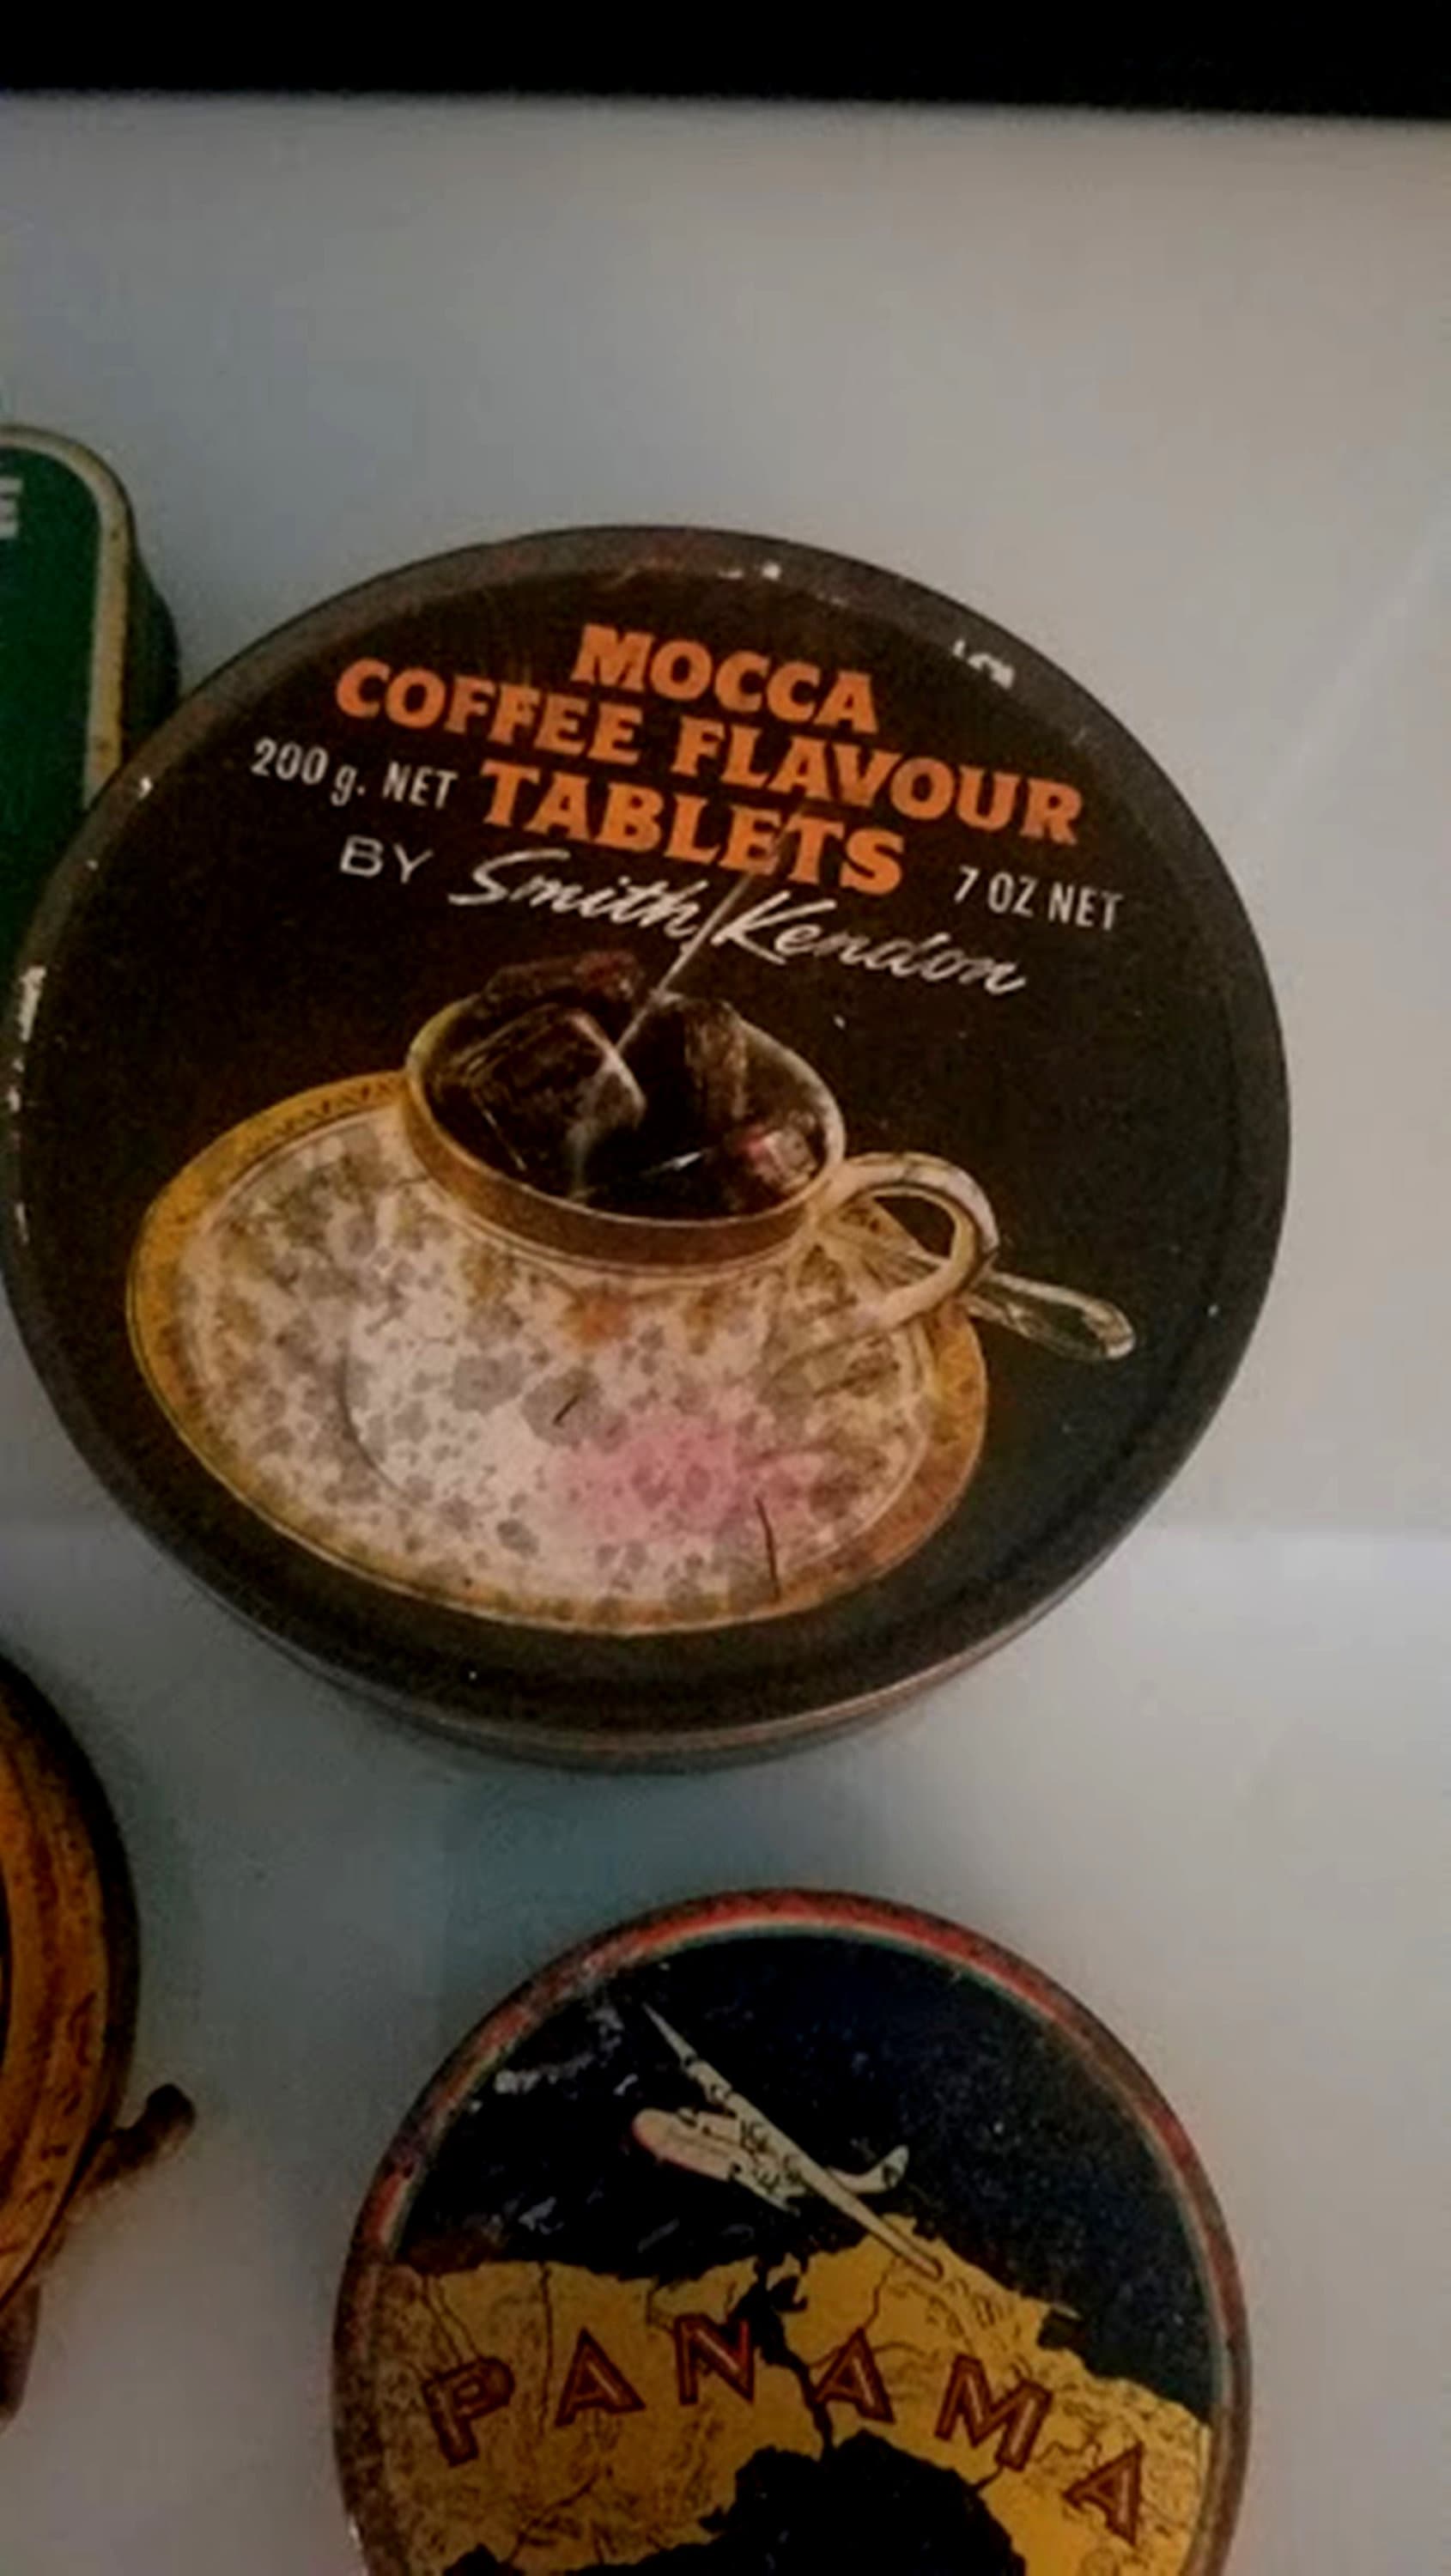 E
MOCCA
COFFEE FLAVOUR
200 g. NET TABLETS 7 OZ NET
BY Smith Kendon
PANAMA